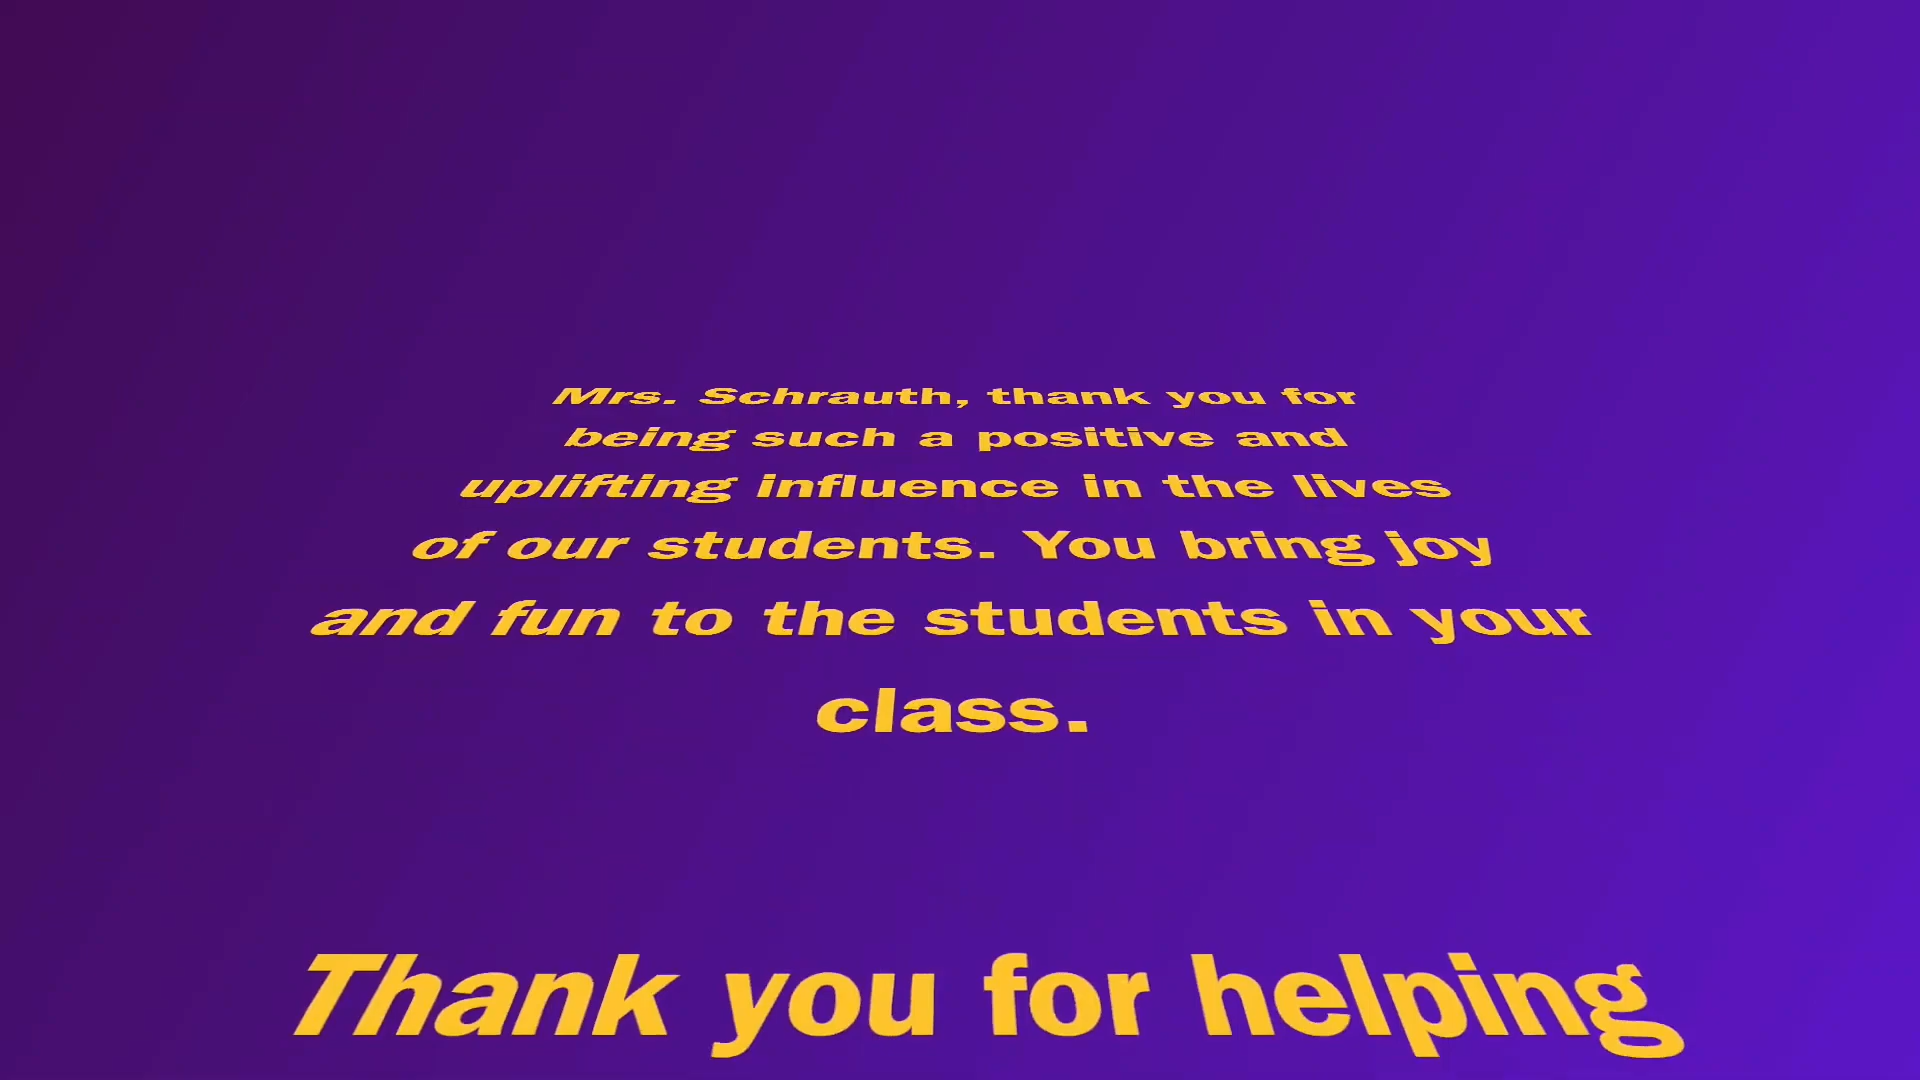 Mrs. Schrauth, thank you for
being such a positive and
uplifting influence in the lives
of our students. You bring joy
and fun to the students in your
class.
Thank you for helping